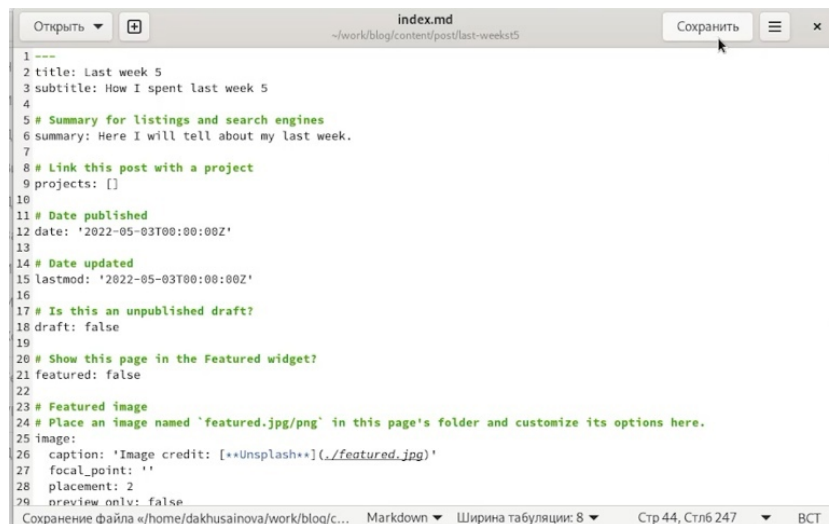 Открыть
index.md
~/work/blog/content/post/last-weekst5
Сохранить
1 ---
2 title: Last week 5
3 subtitle: How I spent last week 5
4
5 # Summary for listings and search engines
6 summary: Here I will tell about my last week.
7
8 # Link this post with a project
9 projects: []
10
11 # Date published
12 date: '2022-05-03T00:00:00Z'
13
14 # Date updated
15 lastmod: '2022-05-03T00:00:00Z'
16
17 # Is this an unpublished draft?
18 draft: false
19
20 # Show this page in the Featured widget?
21 featured: false
22
23 # Featured image
24 # Place an image named `featured.jpg/png` in this page's folder and customize its options here.
25 image:
26   caption: 'Image credit: [**Unsplash**](./featured.jpg)'
27   focal_point: ''
28   placement: 2
29   preview_only: false
Сохранение файла «/home/dakhusainova/work/blog/c... Markdown Ширина табуляции: 8 Стр 44, Стлб 247 ВСТ